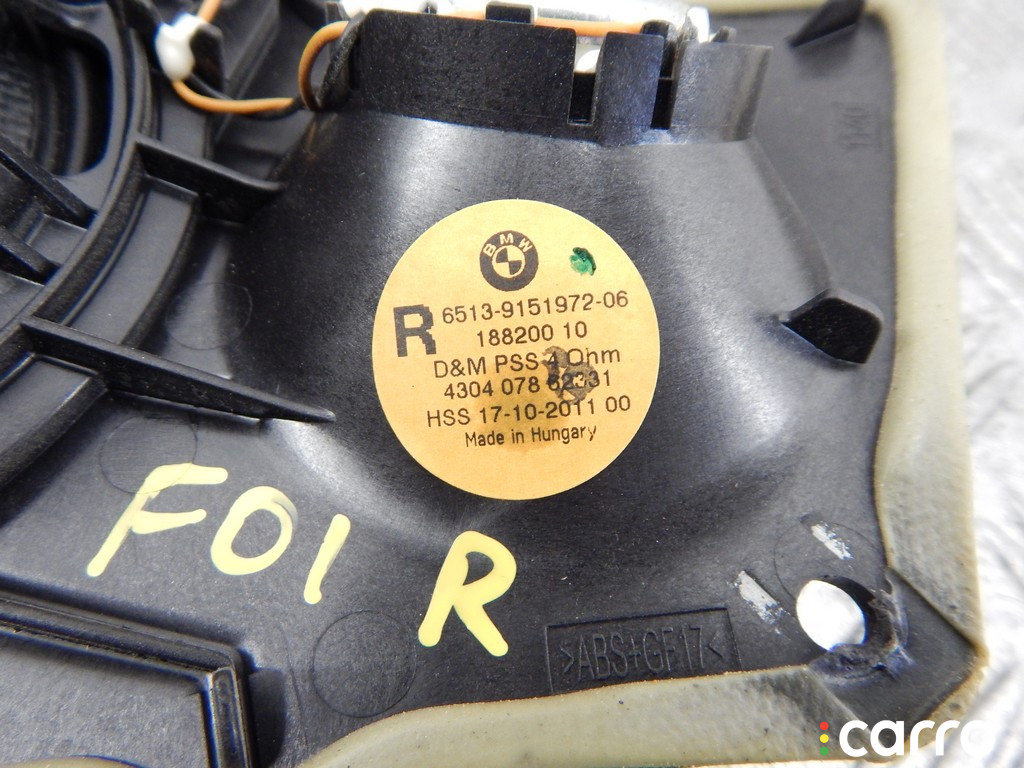 BMW
R 6513-9151972-06
188200 10
D&M PSS 4 Ohm
4304 078
HSS 17-10-2011 00
Made in Hungary
F01 R
>ABS+GF17<
carro